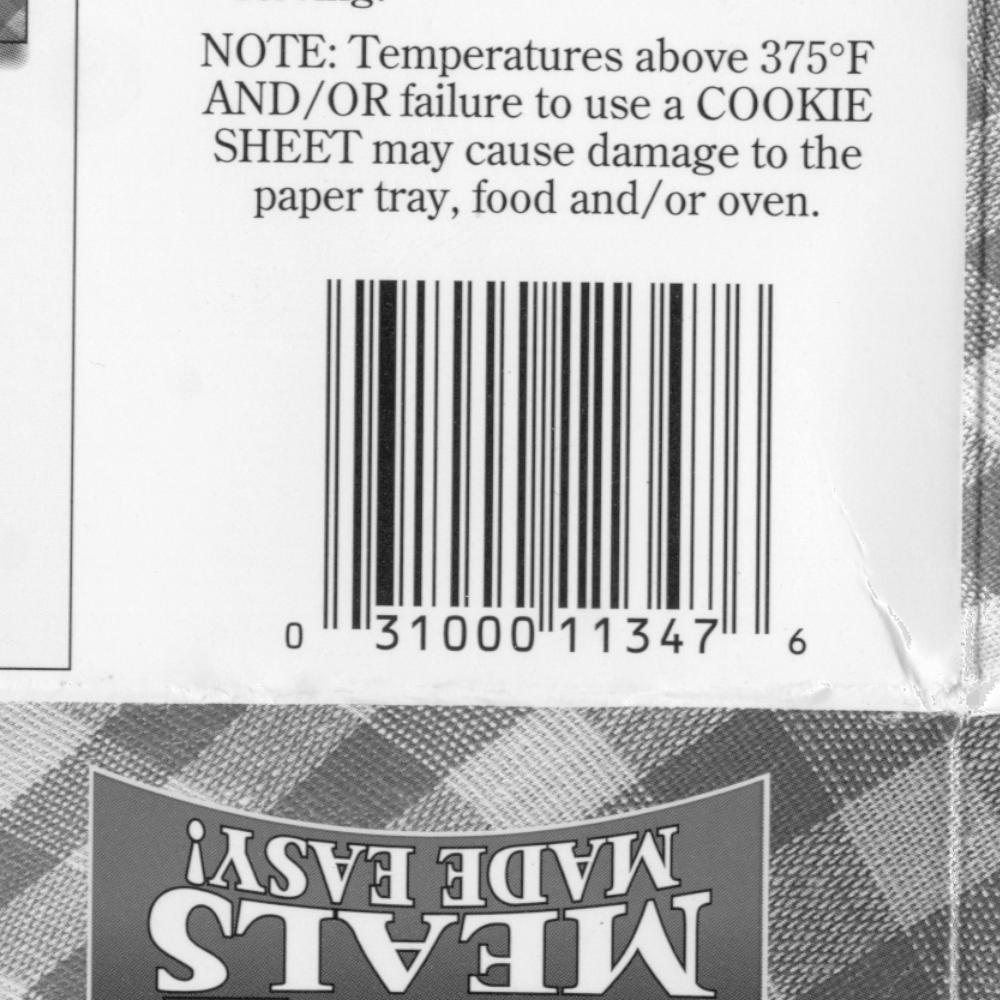 NOTE: Temperatures above 375°F
AND/OR failure to use a COOKIE
SHEET may cause damage to the
paper tray, food and/or oven.
0 31000 11347 6
MEALS
MADE EASY!